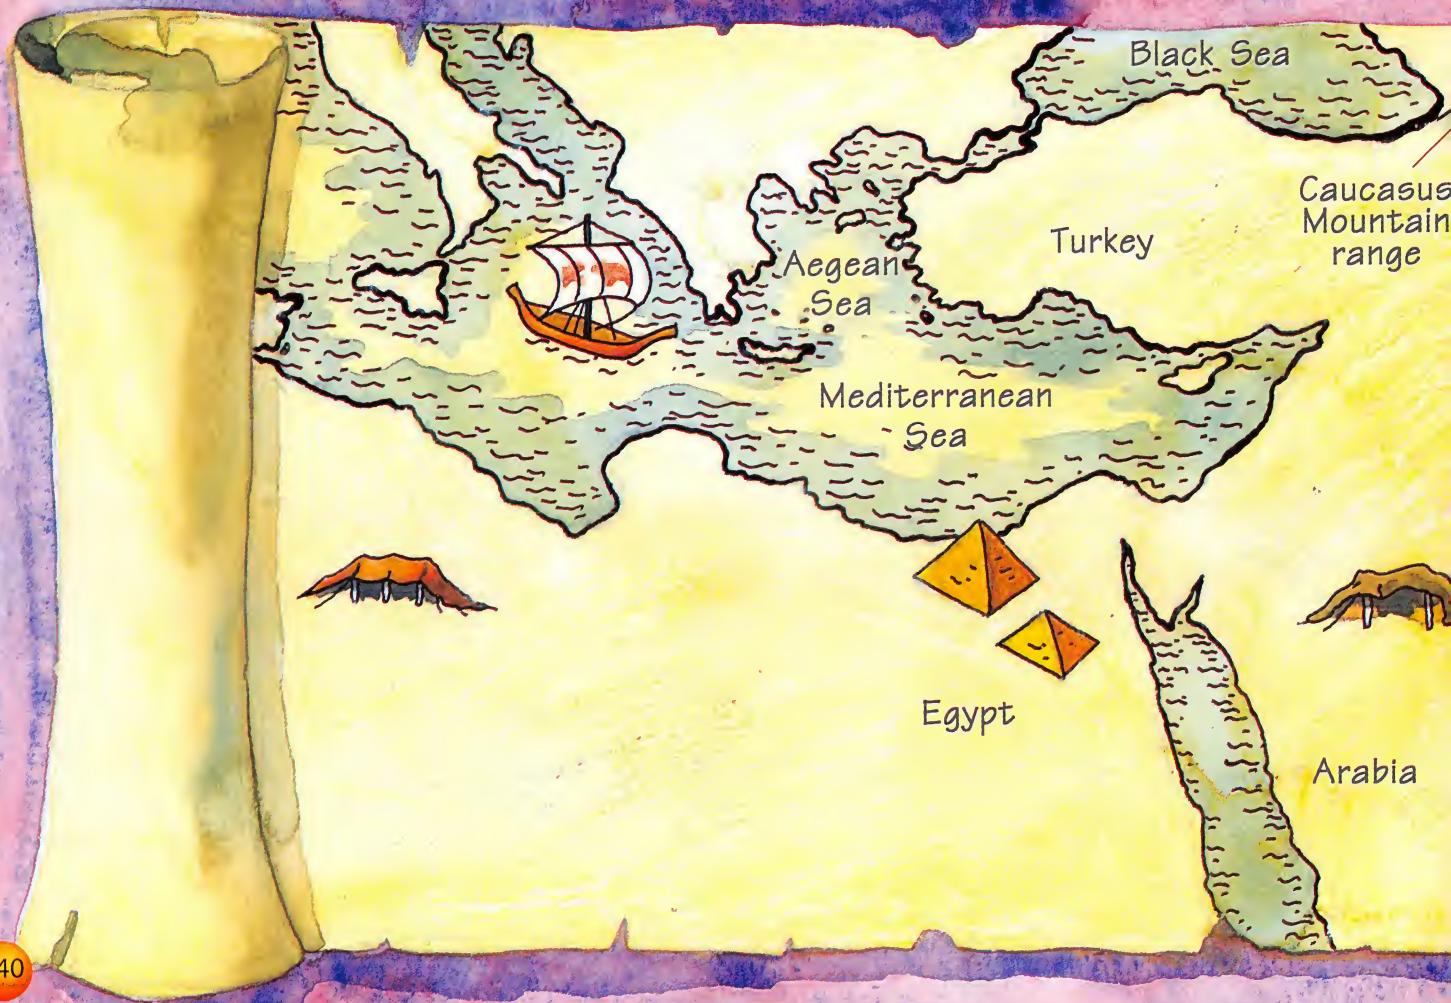 Black Sea
Caucasus
Mountain
range
Turkey
Aegean
Sea
Mediterranean
Sea
Egypt
Arabia
40